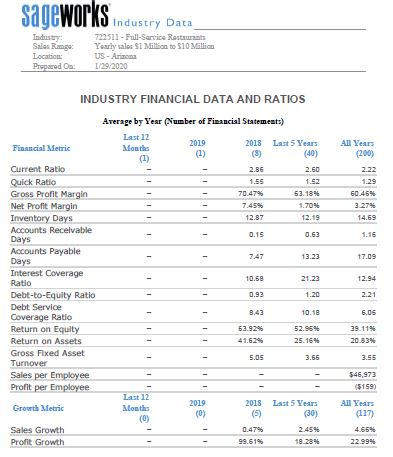 sageworks Industry Data
Industry: 722511 - Full-Service Restaurants
Sales Range: Yearly sales $1 Million to $10 Million
Location: US - Arizona
Prepared On: 1/29/2020
INDUSTRY FINANCIAL DATA AND RATIOS
Average by Year (Number of Financial Statements)
Financial Metric Last 12 Months (1) 2019 (1) 2018 (8) Last 5 Years (40) All Years (200)
Current Ratio – – 2.86 2.60 2.22
Quick Ratio – – 1.55 1.52 1.29
Gross Profit Margin – – 70.47% 63.18% 60.46%
Net Profit Margin – – 7.45% 1.70% 3.27%
Inventory Days – – 12.87 12.19 14.69
Accounts Receivable Days – – 0.15 0.63 1.16
Accounts Payable Days – – 7.47 13.23 17.09
Interest Coverage Ratio – – 10.68 21.23 12.94
Debt-to-Equity Ratio – – 0.93 1.20 2.21
Debt Service Coverage Ratio – – 8.43 10.18 6.06
Return on Equity – – 63.92% 52.96% 39.11%
Return on Assets – – 41.62% 25.16% 20.83%
Gross Fixed Asset Turnover – – 5.05 3.66 3.55
Sales per Employee – – – – $46,973
Profit per Employee – – – – ($159)
Growth Metric Last 12 Months (0) 2019 (0) 2018 (5) Last 5 Years (30) All Years (117)
Sales Growth – – 0.47% 2.45% 4.66%
Profit Growth – – 99.61% 18.28% 22.99%